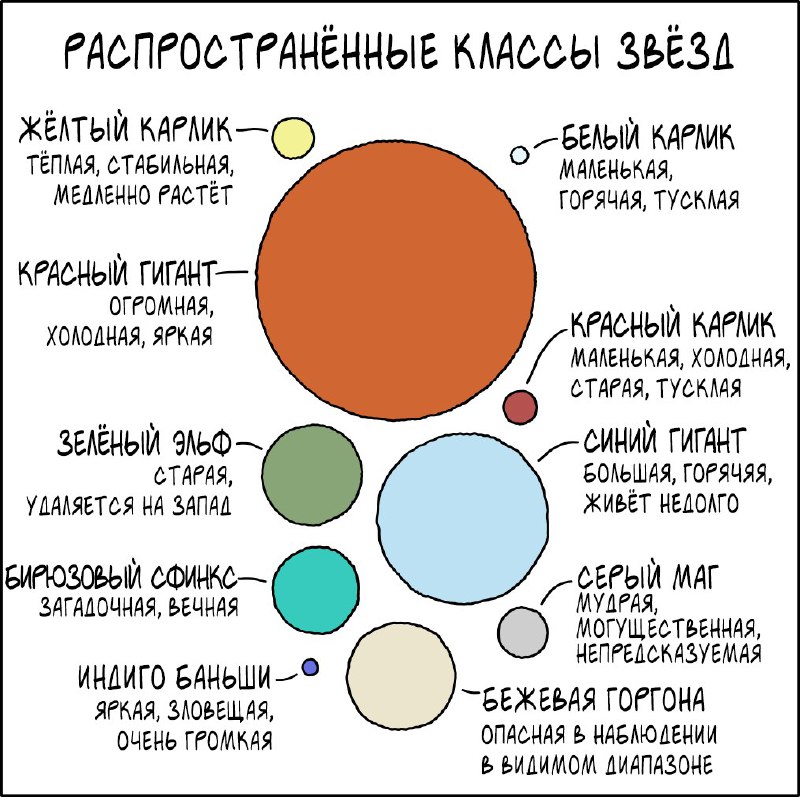 РАСПРОСТРАНЁННЫЕ КЛАССЫ ЗВЁЗД
ЖЁЛТЫЙ КАРЛИК
ТЁПЛАЯ, СТАБИЛЬНАЯ,
МЕДЛЕННО РАСТЁТ
БЕЛЫЙ КАРЛИК
МАЛЕНЬКАЯ,
ГОРЯЧАЯ, ТУСКЛАЯ
КРАСНЫЙ ГИГАНТ
ОГРОМНАЯ,
ХОЛОДНАЯ, ЯРКАЯ
КРАСНЫЙ КАРЛИК
МАЛЕНЬКАЯ, ХОЛОДНАЯ,
СТАРАЯ, ТУСКЛАЯ
ЗЕЛЁНЫЙ ЭЛЬФ
СТАРАЯ,
УДАЛЯЕТСЯ НА ЗАПАД
СИНИЙ ГИГАНТ
БОЛЬШАЯ, ГОРЯЧЯЯ,
ЖИВЁТ НЕДОЛГО
БИРЮЗОВЫЙ СФИНКС
ЗАГАДОЧНАЯ, ВЕЧНАЯ
СЕРЫЙ МАГ
МУДРАЯ,
МОГУЩЕСТВЕННАЯ,
НЕПРЕДСКАЗУЕМАЯ
ИНДИГО БАНЬШИ
ЯРКАЯ, ЗЛОВЕЩАЯ,
ОЧЕНЬ ГРОМКАЯ
БЕЖЕВАЯ ГОРГОНА
ОПАСНАЯ В НАБЛЮДЕНИИ
В ВИДИМОМ ДИАПАЗОНЕ